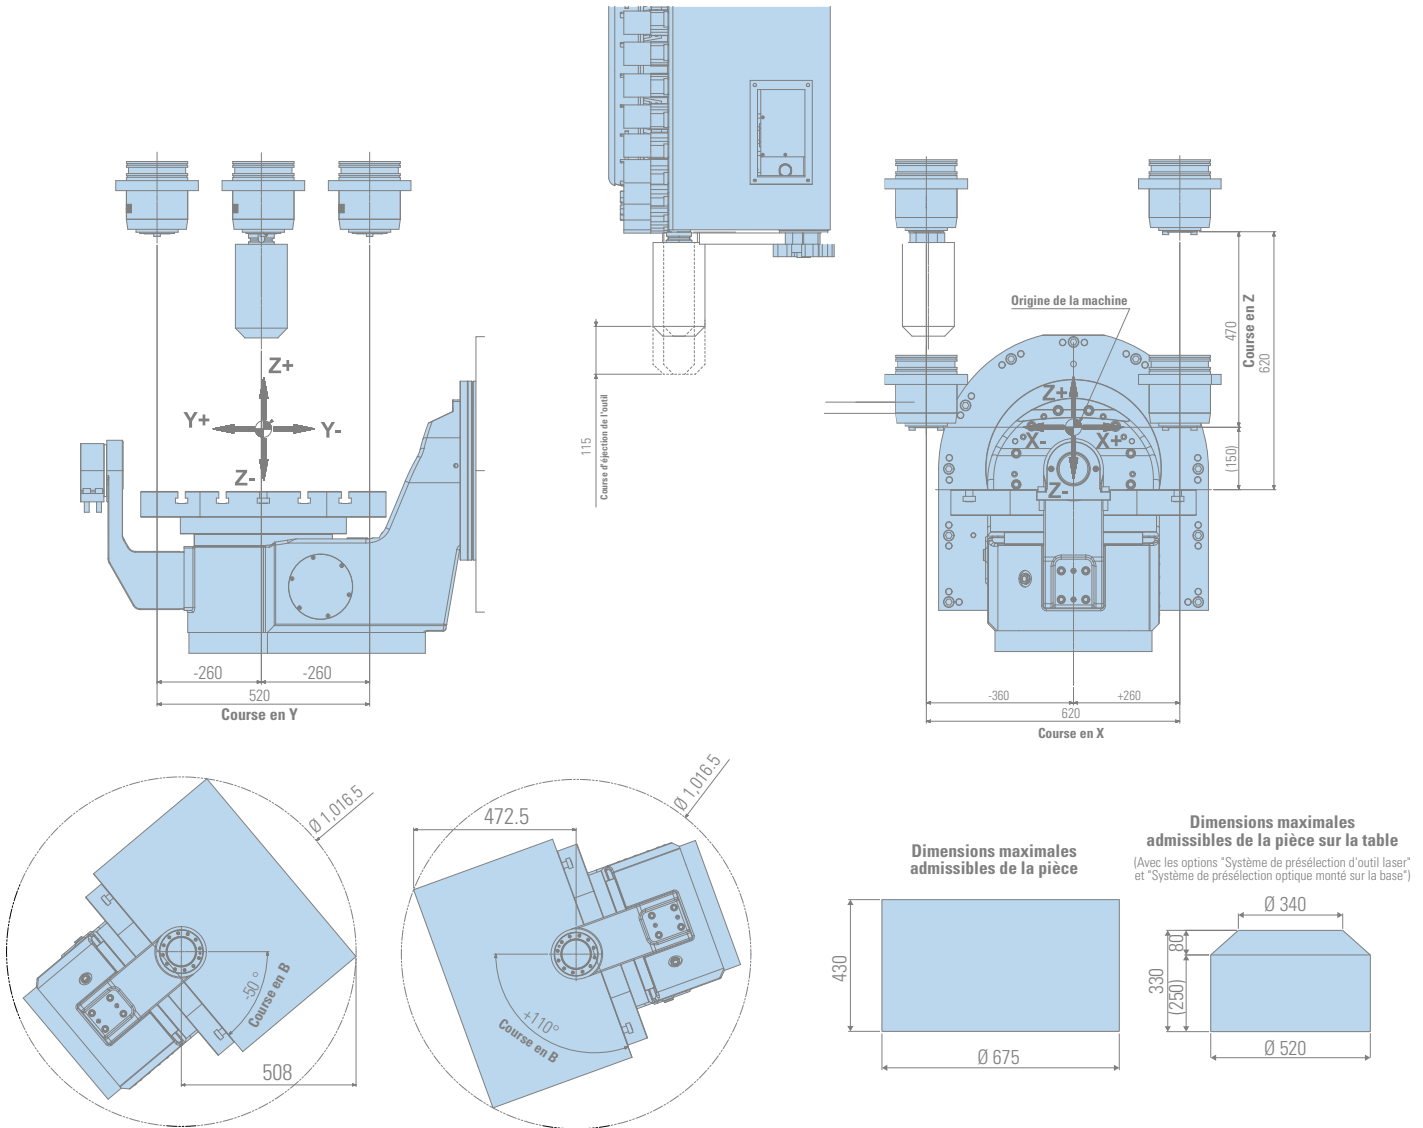 Z+
Y+
Y-
Z-
-260
-260
520
Course en Y
115
Course d'éjection de l'outil
Origine de la machine
Z+
X-
X+
Z-
470
Course en Z
620
(150)
-360
+260
620
Course en X
Ø 1,016.5
-50°
Course en B
508
472.5
Ø 1,016.5
+110°
Course en B
Dimensions maximales
admissibles de la pièce
430
Ø 675
Dimensions maximales
admissibles de la pièce sur la table
(Avec les options "Système de présélection d'outil laser"
et "Système de présélection optique monté sur la base")
Ø 340
80
330
(250)
Ø 520